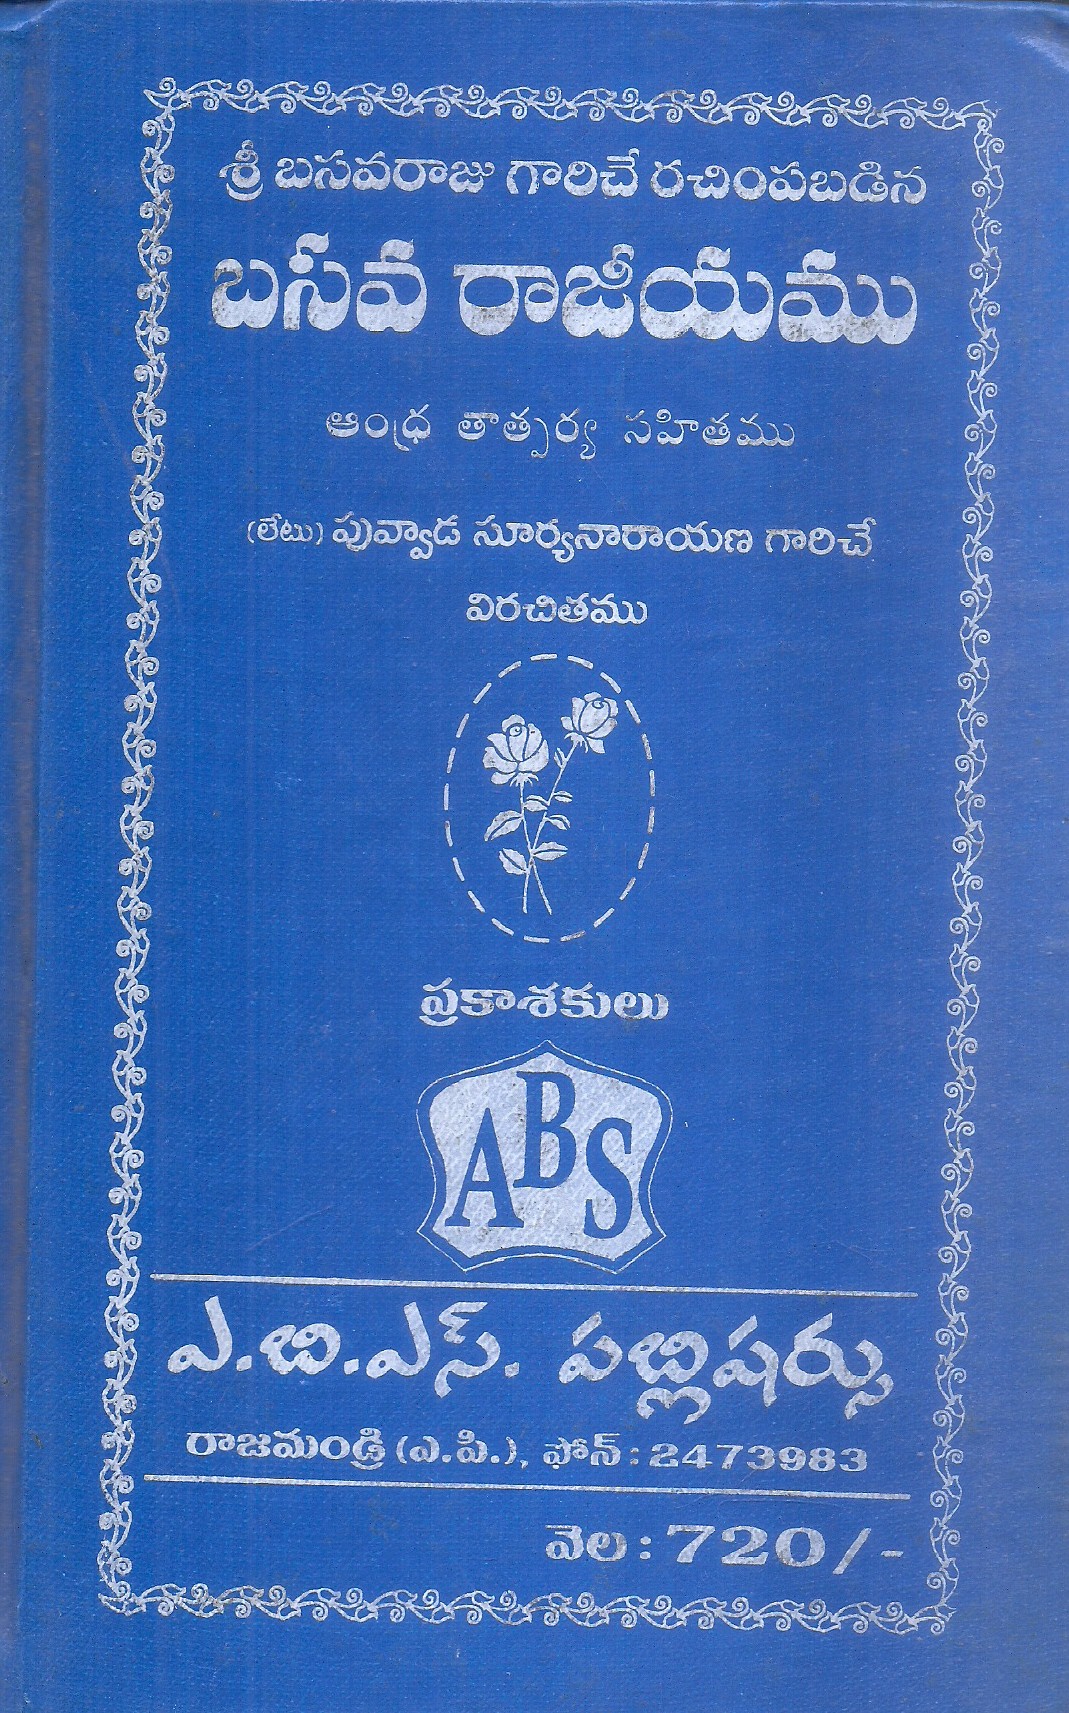 శ్రీ బసవరాజు గారిచే రచింపబడిన
బసవ రాజీయము
ఆంధ్ర తాత్పర్య సహితము
(లేటు) పువ్వాడ సూర్యనారాయణ గారిచే
విరచితము
ప్రకాశకులు
ABS
ఎ.బి.ఎస్. పబ్లిషర్సు
రాజమండ్రి (ఎ.పి.), ఫోన్ : 2473983
వెల : 720/-